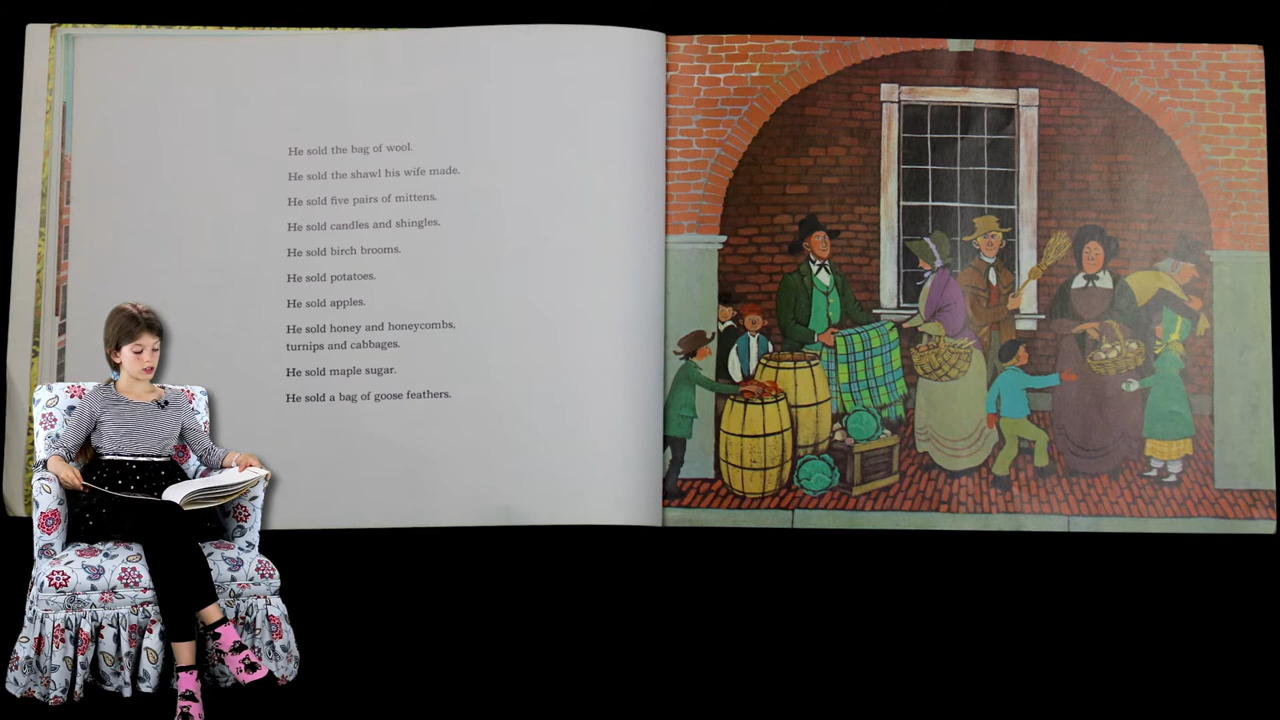 He sold the bag of wool.
He sold the shawl his wife made.
He sold five pairs of mittens.
He sold candles and shingles.
He sold birch brooms.
He sold potatoes.
He sold apples.
He sold honey and honeycombs,
turnips and cabbages.
He sold maple sugar.
He sold a bag of goose feathers.